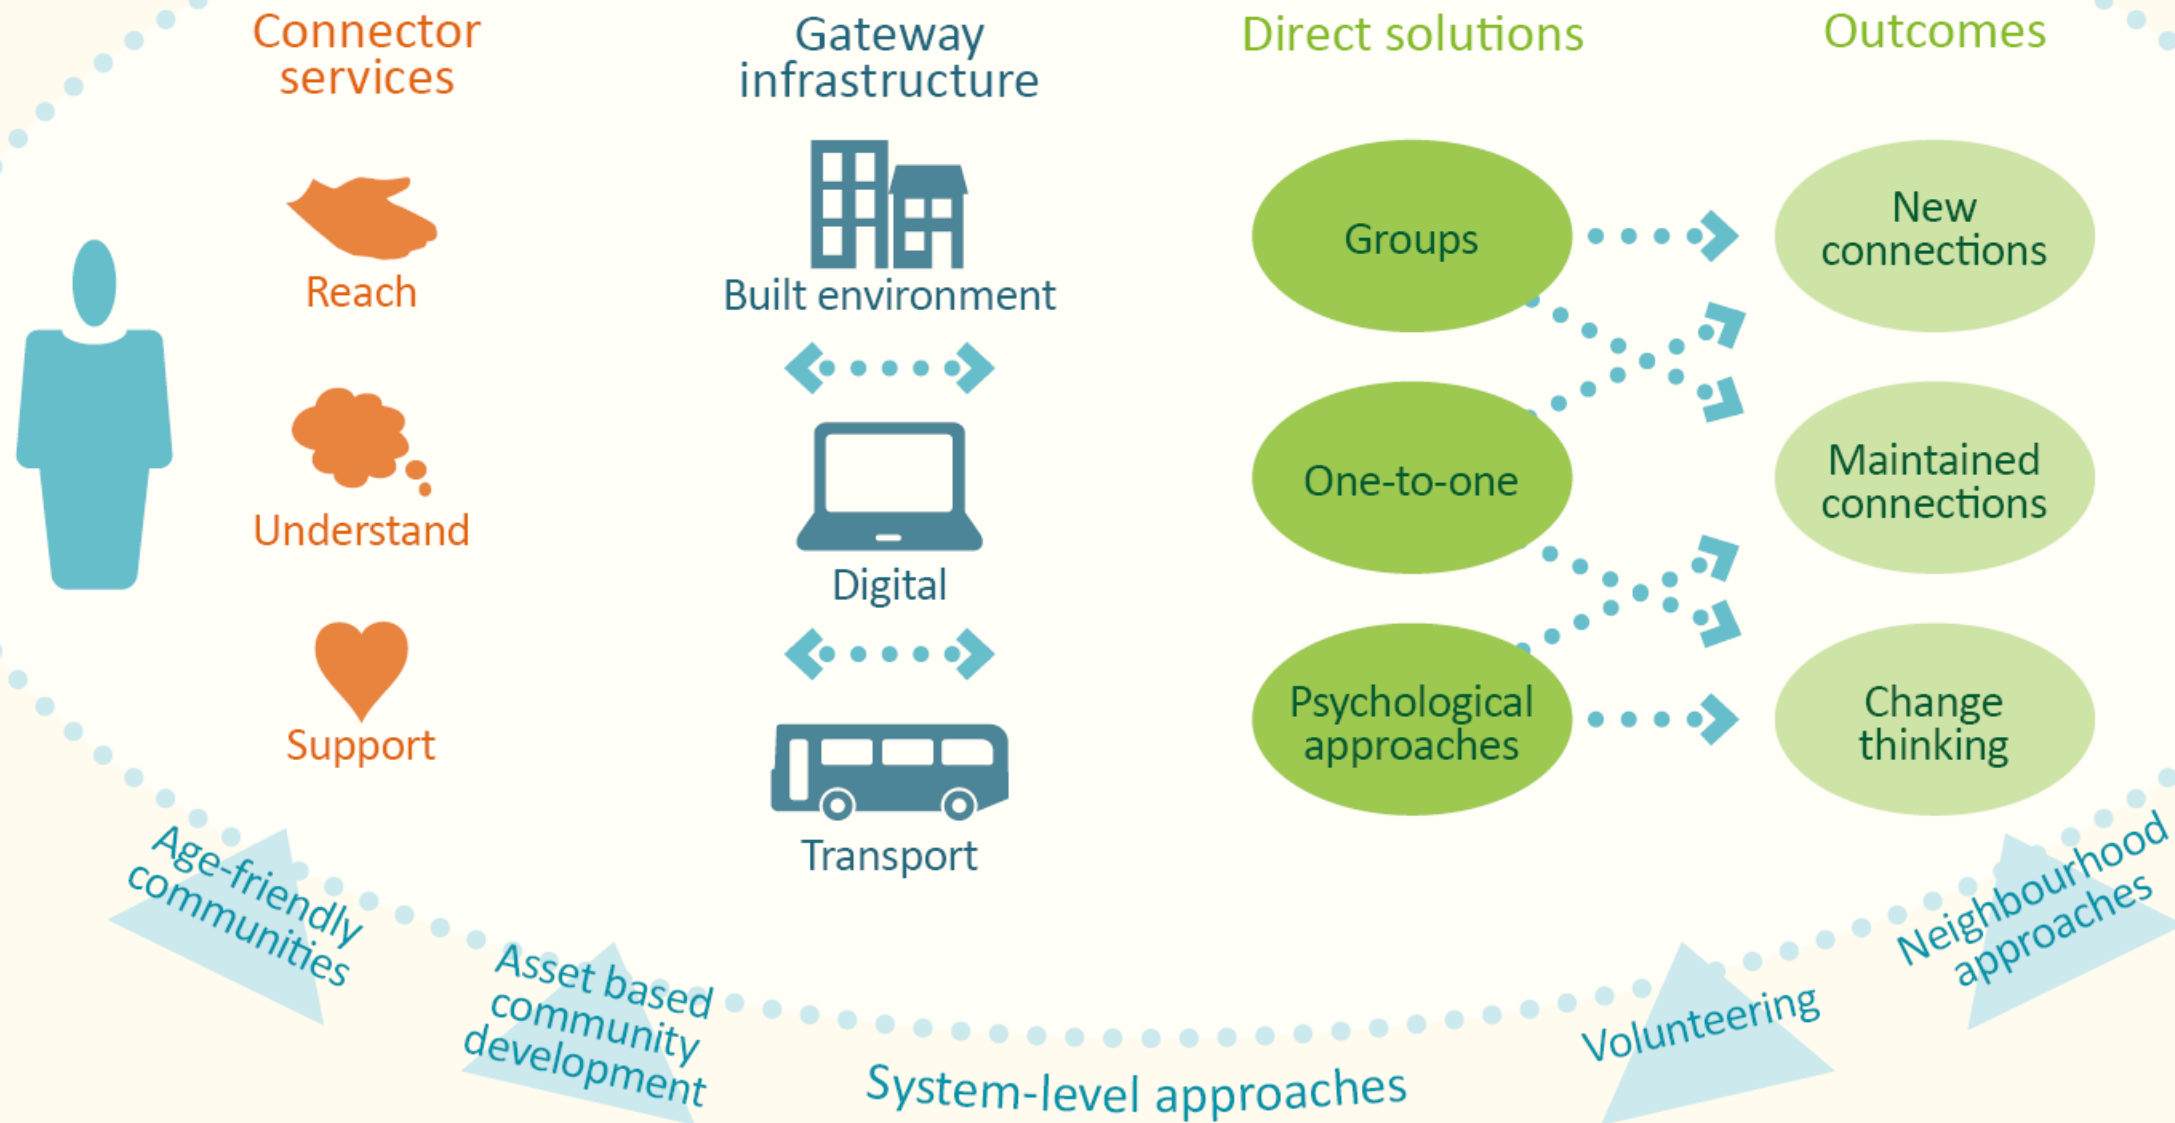 Connector
services
Reach
Understand
Support
Gateway
infrastructure
Built environment
Digital
Transport
Direct solutions
Groups
One-to-one
Psychological
approaches
Outcomes
New
connections
Maintained
connections
Change
thinking
Age-friendly
communities
Asset based
community
development
System-level approaches
Volunteering
Neighbourhood
approaches